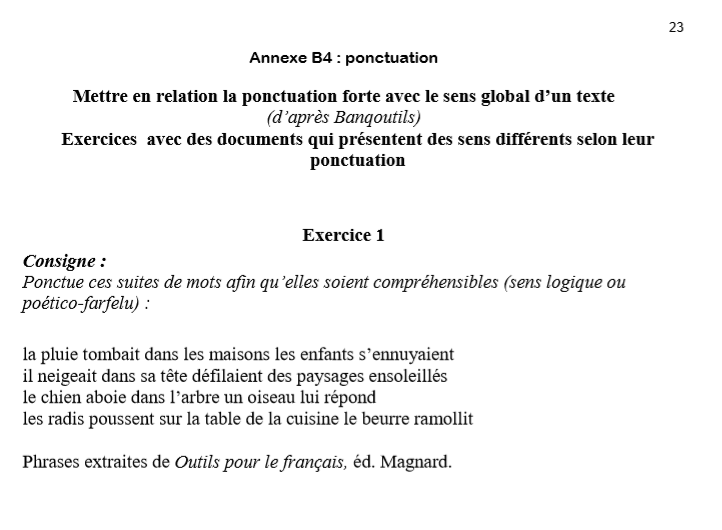 23
Annexe B4 : ponctuation
Mettre en relation la ponctuation forte avec le sens global d’un texte
(d’après Banqoutils)
Exercices avec des documents qui présentent des sens différents selon leur
ponctuation
Exercice 1
Consigne :
Ponctue ces suites de mots afin qu’elles soient compréhensibles (sens logique ou
poético-farfelu) :
la pluie tombait dans les maisons les enfants s’ennuyaient
il neigeait dans sa tête défilaient des paysages ensoleillés
le chien aboie dans l’arbre un oiseau lui répond
les radis poussent sur la table de la cuisine le beurre ramollit
Phrases extraites de Outils pour le français, éd. Magnard.